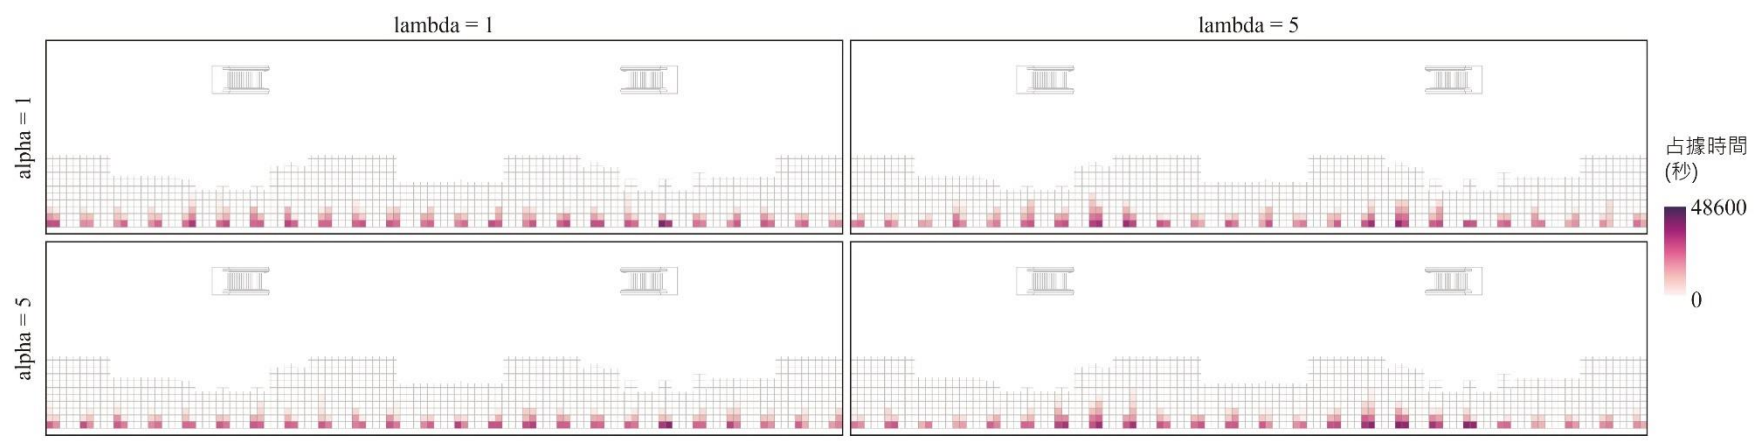 lambda = 1
lambda = 5
alpha = 1
alpha = 5
占據時間
(秒)
48600
0